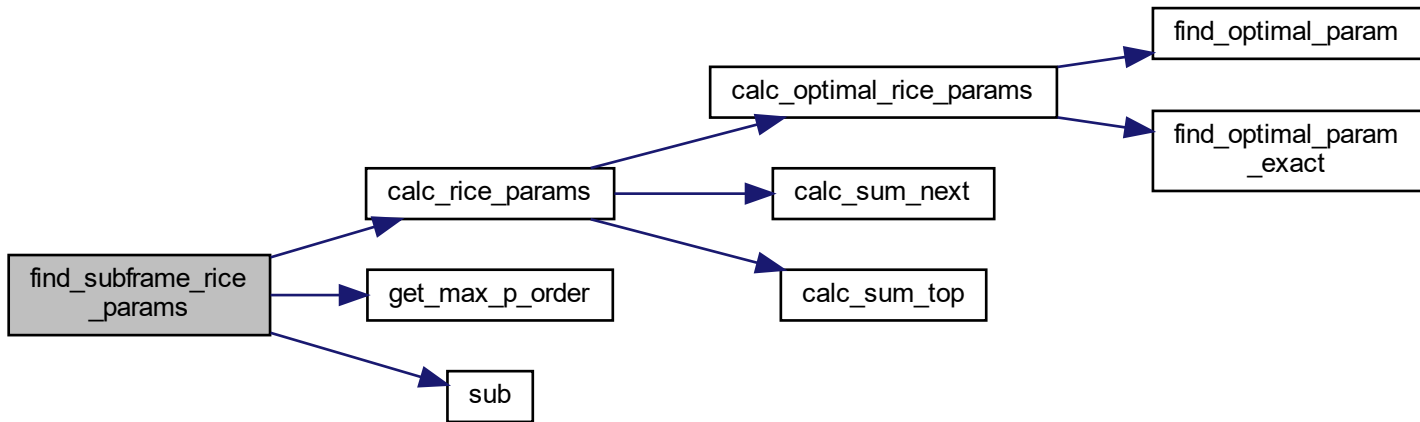 find_subframe_rice
_params
calc_rice_params
get_max_p_order
sub
calc_optimal_rice_params
calc_sum_next
calc_sum_top
find_optimal_param
find_optimal_param
_exact